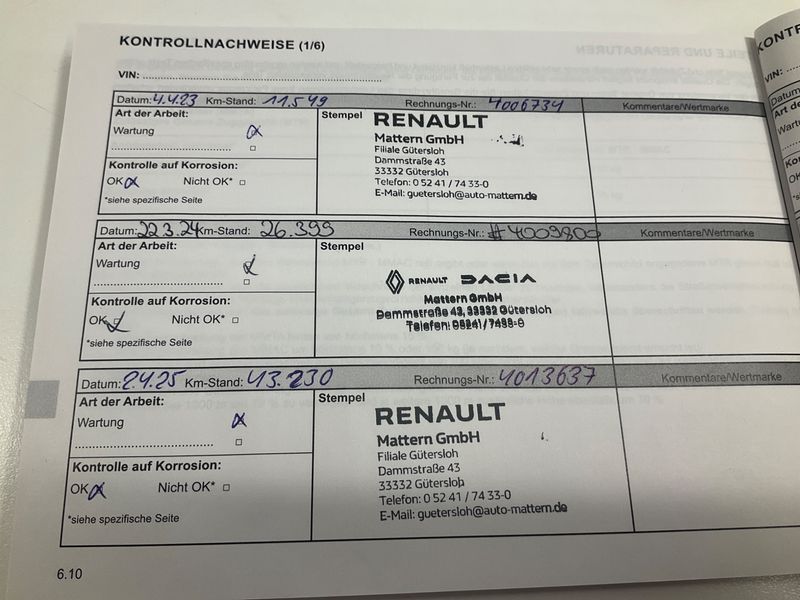 KONTROLLNACHWEISE (1/6)
VIN: ..........................................................................
Datum: 4.4.23 Km-Stand: 11.549 Rechnungs-Nr.: 4006734 Kommentare/Wertmarke
Art der Arbeit:
Wartung
Kontrolle auf Korrosion:
OK Nicht OK*
*siehe spezifische Seite
Stempel
RENAULT
Mattern GmbH
Filiale Gütersloh
Dammstraße 43
33332 Gütersloh
Telefon: 0 52 41 / 74 33-0
E-Mail: guetersloh@auto-mattern.de
Datum: 22.3.24 Km-Stand: 26.399 Rechnungs-Nr.: #4009800 Kommentare/Wertmarke
Art der Arbeit:
Wartung
Kontrolle auf Korrosion:
OK Nicht OK*
*siehe spezifische Seite
Stempel
RENAULT DACIA
Mattern GmbH
Dammstraße 43, 33332 Gütersloh
Telefon: 05241 / 7433-0
Datum: 2.4.25 Km-Stand: 43.230 Rechnungs-Nr.: 4013637 Kommentare/Wertmarke
Art der Arbeit:
Wartung
Kontrolle auf Korrosion:
OK Nicht OK*
*siehe spezifische Seite
Stempel
RENAULT
Mattern GmbH
Filiale Gütersloh
Dammstraße 43
33332 Gütersloh
Telefon: 0 52 41 / 74 33-0
E-Mail: guetersloh@auto-mattern.de
6.10